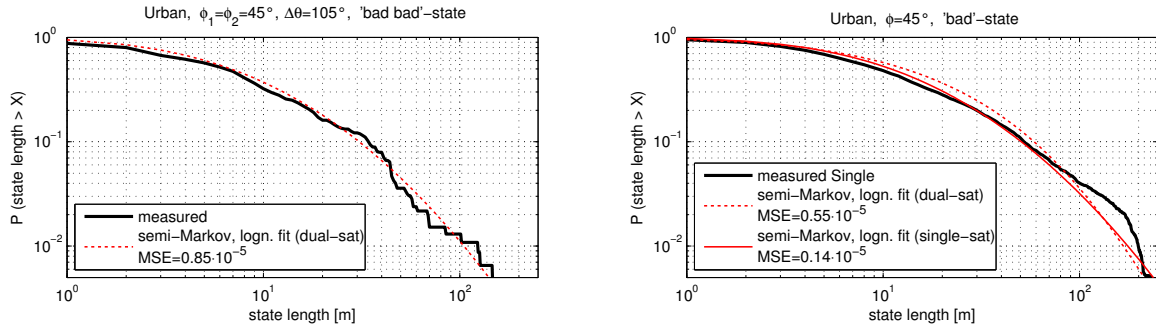 Urban, ϕ1=ϕ2=45°, Δθ=105°, 'bad bad'-state
P (state length > X)
10^0
10^-1
10^-2
measured
semi-Markov, logn. fit (dual-sat)
MSE=0.85·10^-5
10^0
10^1
10^2
state length [m]
Urban, ϕ=45°, 'bad'-state
P (state length > X)
10^0
10^-1
10^-2
measured Single
semi-Markov, logn. fit (dual-sat)
MSE=0.55·10^-5
semi-Markov, logn. fit (single-sat)
MSE=0.14·10^-5
10^0
10^1
10^2
state length [m]